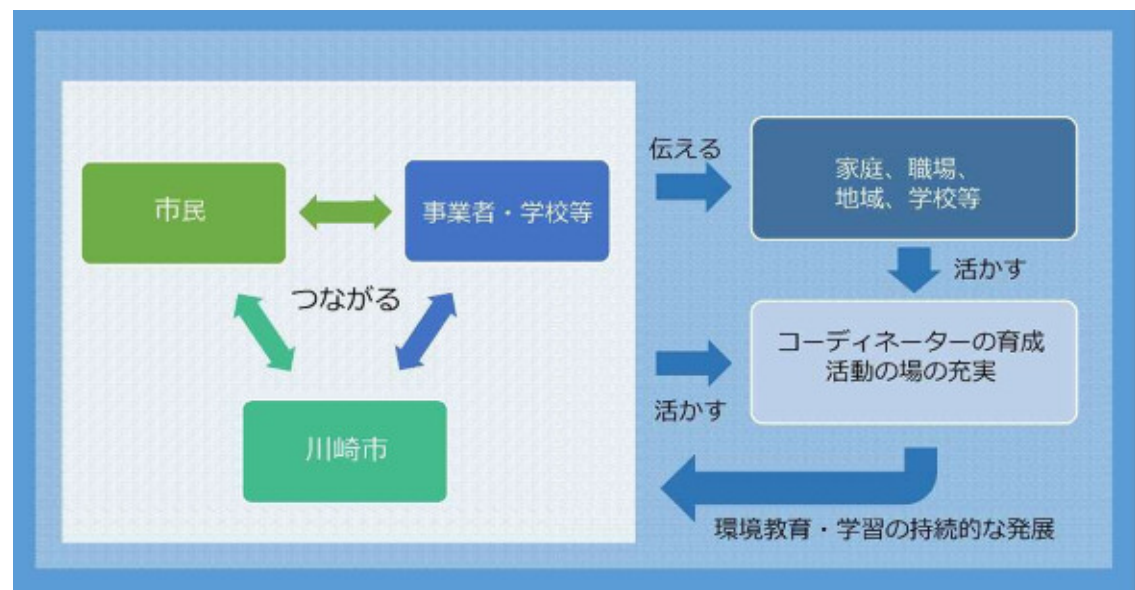 市民
事業者・学校等
つながる
川崎市
伝える
家庭、職場、
地域、学校等
活かす
コーディネーターの育成
活動の場の充実
活かす
環境教育・学習の持続的な発展